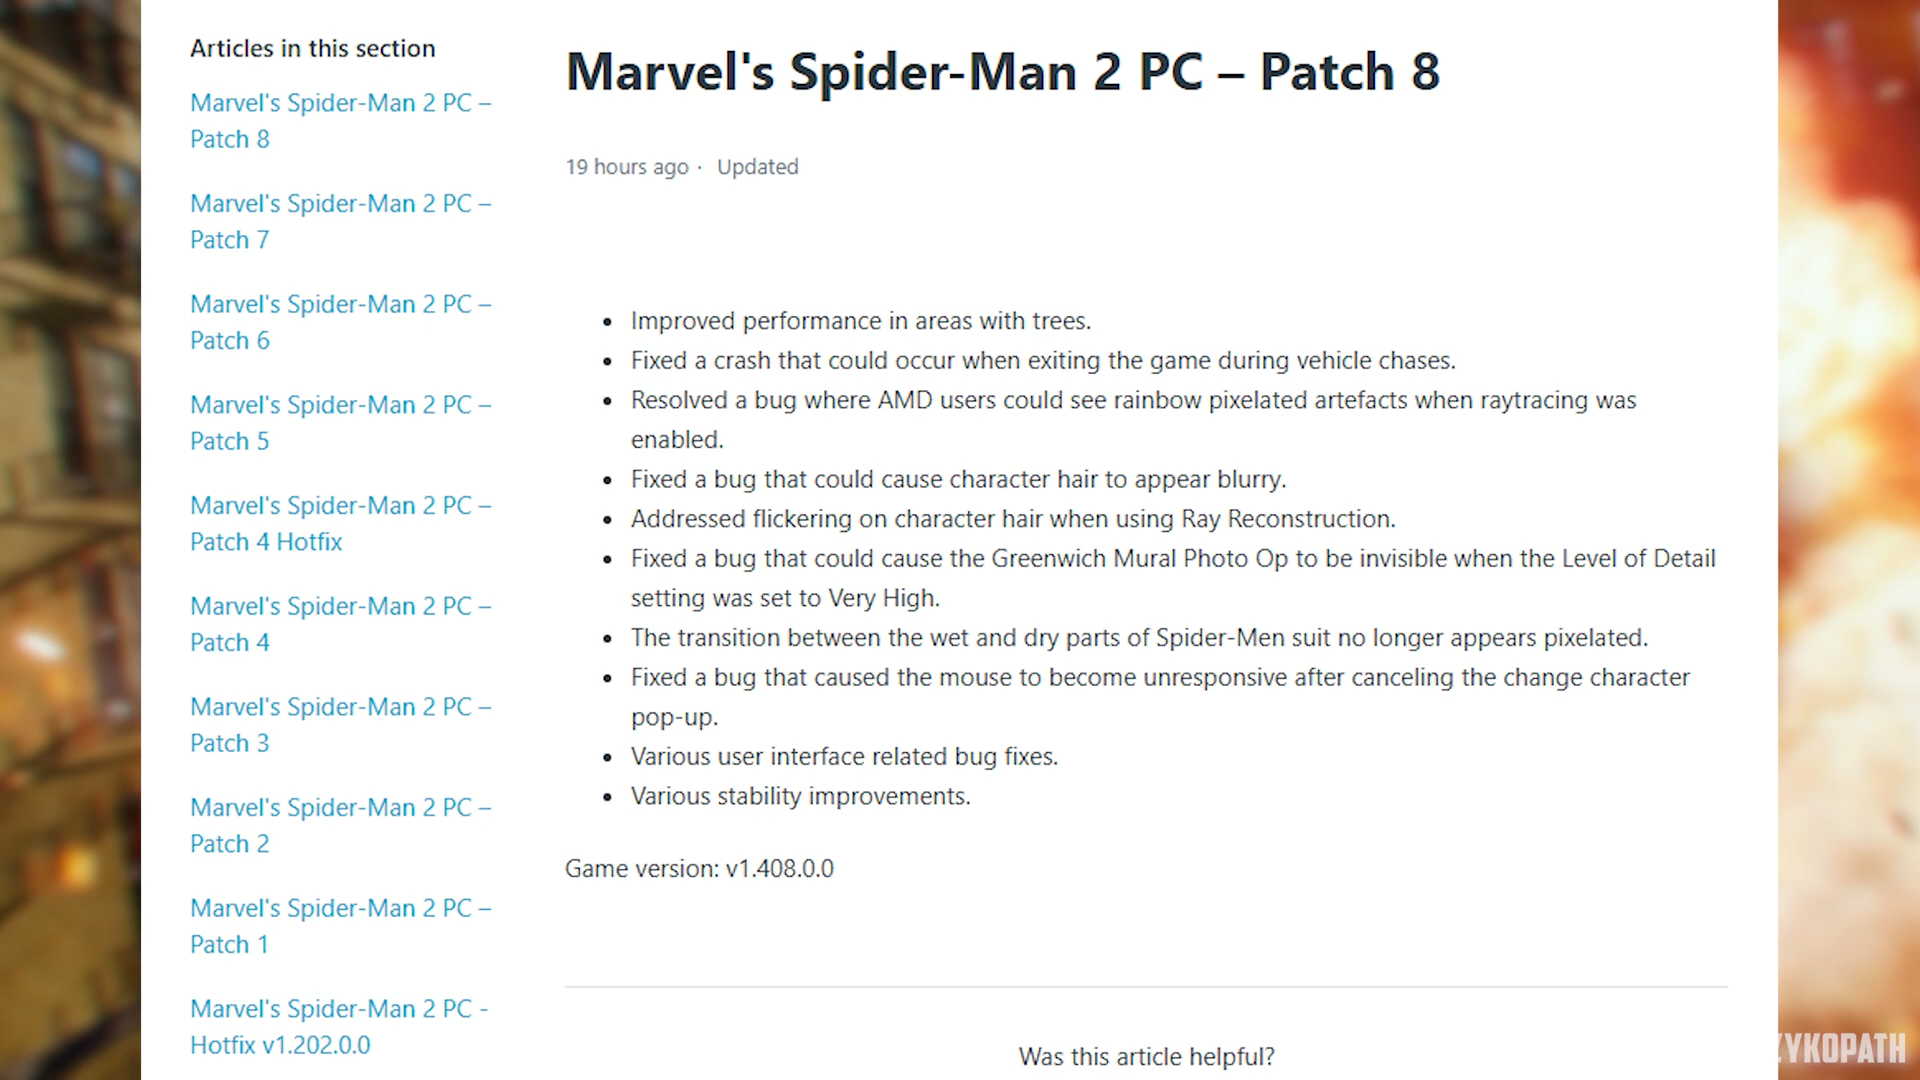 Articles in this section
Marvel's Spider-Man 2 PC –
Patch 8
Marvel's Spider-Man 2 PC –
Patch 7
Marvel's Spider-Man 2 PC –
Patch 6
Marvel's Spider-Man 2 PC –
Patch 5
Marvel's Spider-Man 2 PC –
Patch 4 Hotfix
Marvel's Spider-Man 2 PC –
Patch 4
Marvel's Spider-Man 2 PC –
Patch 3
Marvel's Spider-Man 2 PC –
Patch 2
Marvel's Spider-Man 2 PC –
Patch 1
Marvel's Spider-Man 2 PC -
Hotfix v1.202.0.0
Marvel's Spider-Man 2 PC – Patch 8
19 hours ago · Updated
• Improved performance in areas with trees.
• Fixed a crash that could occur when exiting the game during vehicle chases.
• Resolved a bug where AMD users could see rainbow pixelated artefacts when raytracing was
enabled.
• Fixed a bug that could cause character hair to appear blurry.
• Addressed flickering on character hair when using Ray Reconstruction.
• Fixed a bug that could cause the Greenwich Mural Photo Op to be invisible when the Level of Detail
setting was set to Very High.
• The transition between the wet and dry parts of Spider-Men suit no longer appears pixelated.
• Fixed a bug that caused the mouse to become unresponsive after canceling the change character
pop-up.
• Various user interface related bug fixes.
• Various stability improvements.
Game version: v1.408.0.0
Was this article helpful?